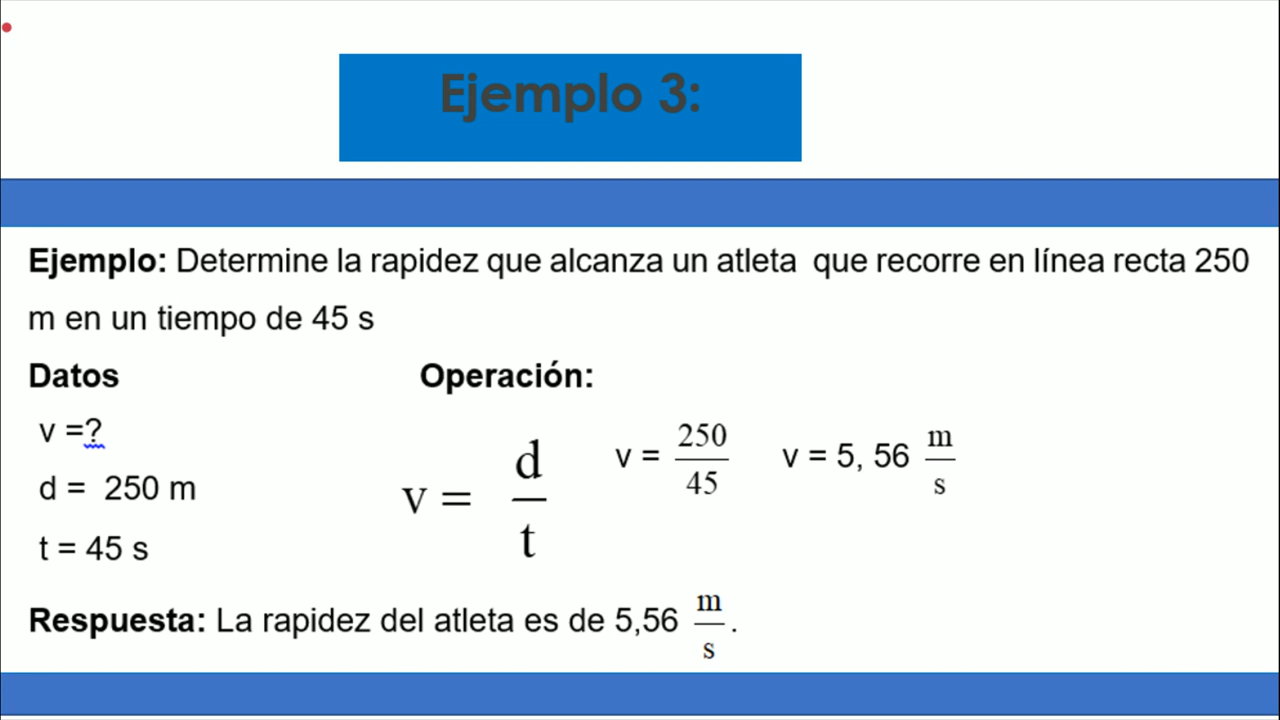 Ejemplo 3:
Ejemplo: Determine la rapidez que alcanza un atleta que recorre en línea recta 250
m en un tiempo de 45 s
Datos Operación:
v =?
d = 250 m
t = 45 s
v = d/t v = 250/45 v = 5, 56 m/s
Respuesta: La rapidez del atleta es de 5,56 m/s.